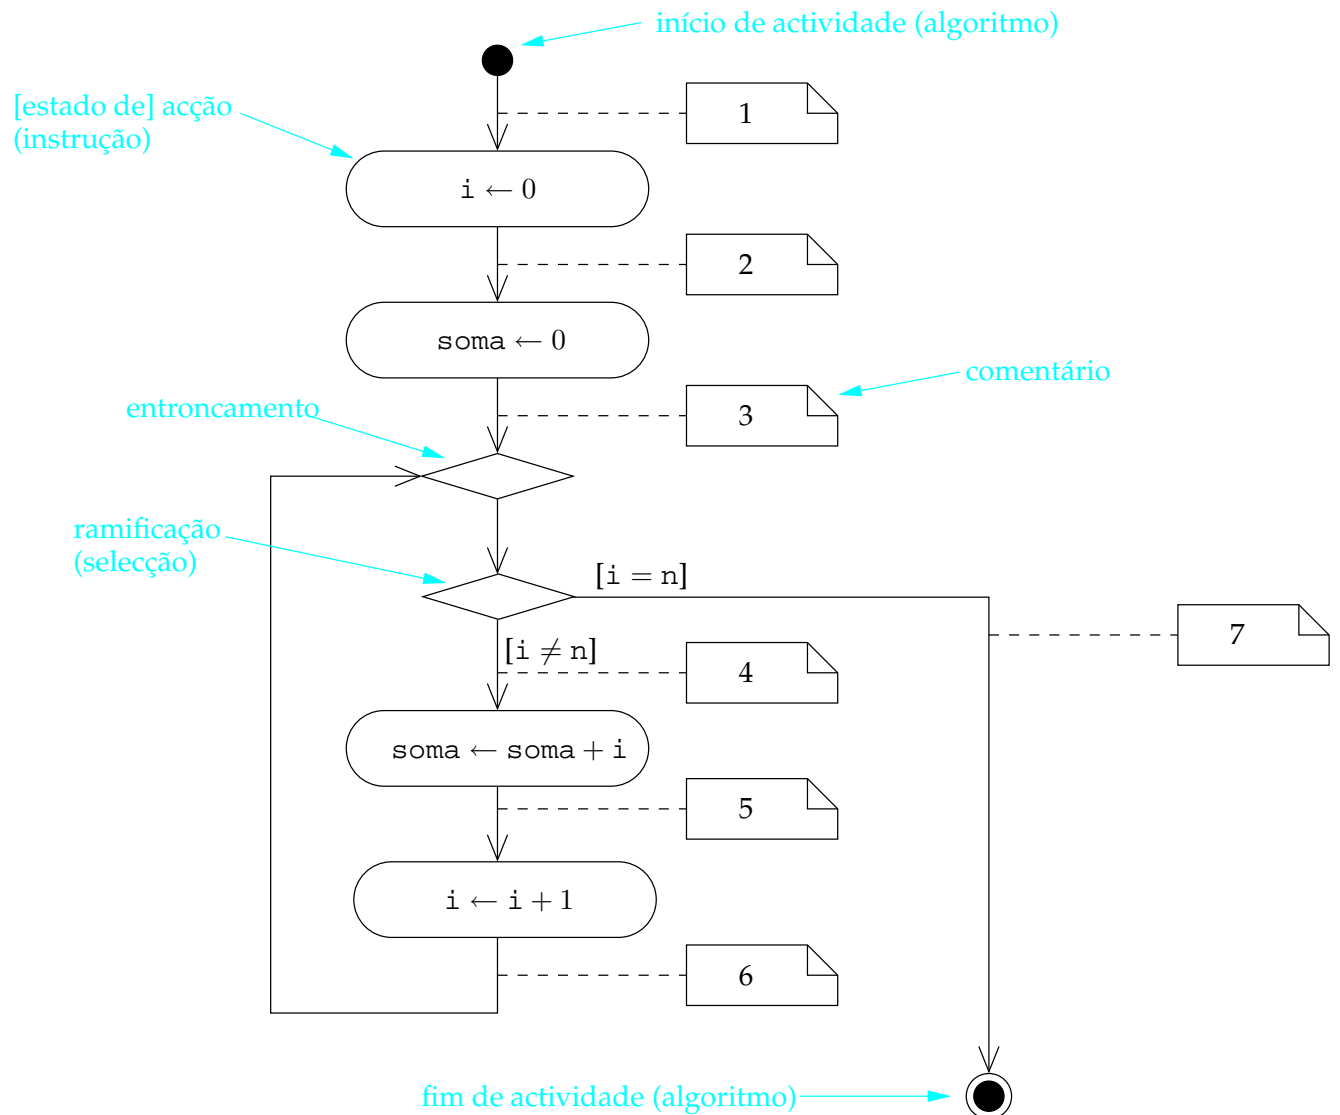 início de actividade (algoritmo)
[estado de] acção
(instrução)
1
i ← 0
2
soma ← 0
comentário
entroncamento
3
ramificação
(selecção)
[i = n]
7
[i ≠ n]
4
soma ← soma + i
5
i ← i + 1
6
fim de actividade (algoritmo)